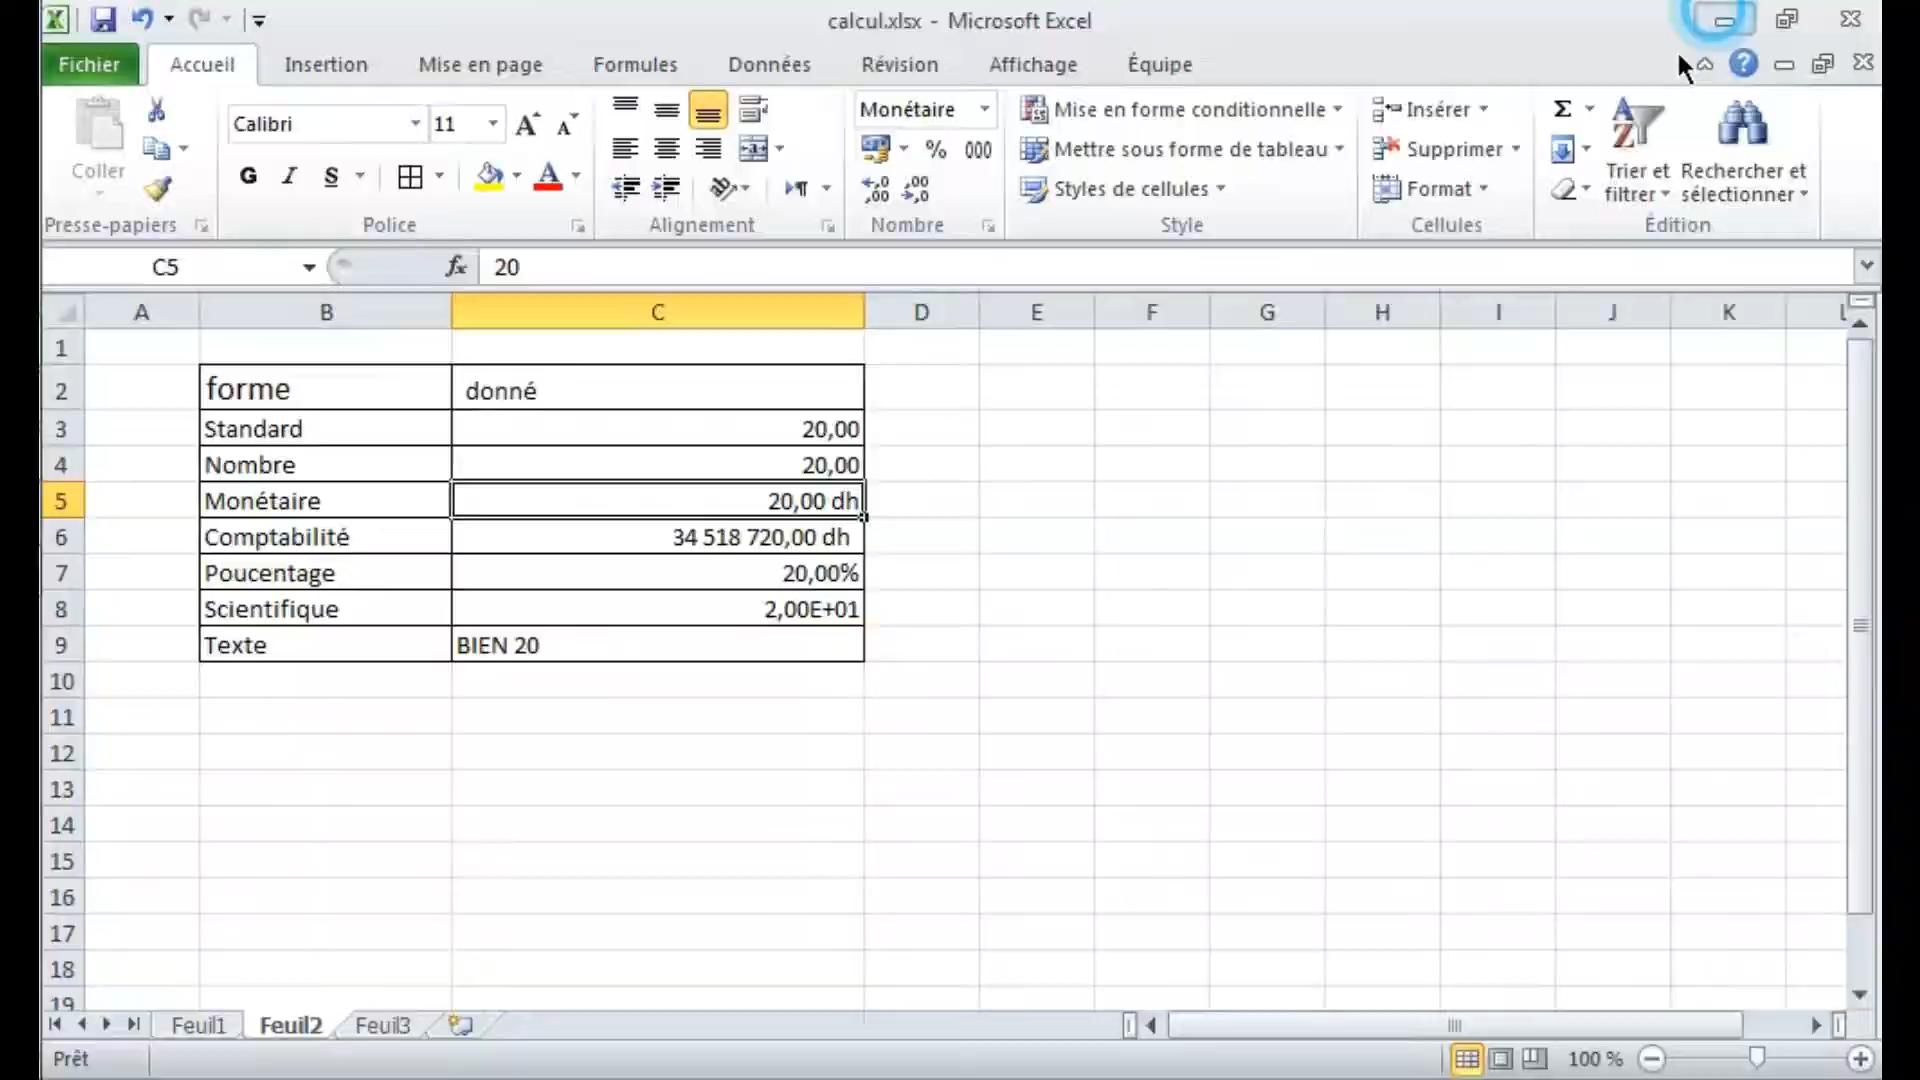 calcul.xlsx - Microsoft Excel
Fichier Accueil Insertion Mise en page Formules Données Révision Affichage Équipe
Calibri 11 Monétaire Mise en forme conditionnelle Insérer Σ
Coller % 000 Mettre sous forme de tableau Supprimer Trier et filtrer Rechercher et sélectionner
G I S A Styles de cellules Format
Presse-papiers Police Alignement Nombre Style Cellules Édition
C5 fx 20
A B C D E F G H I J K L
1
2 forme donné
3 Standard 20,00
4 Nombre 20,00
5 Monétaire 20,00 dh
6 Comptabilité 34 518 720,00 dh
7 Poucentage 20,00%
8 Scientifique 2,00E+01
9 Texte BIEN 20
10
11
12
13
14
15
16
17
18
19
Feuil1 Feuil2 Feuil3
Prêt 100 %